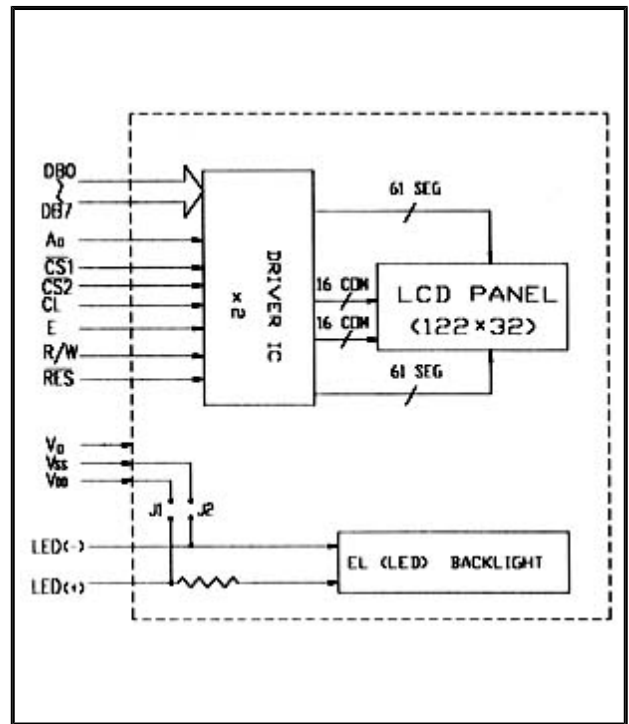 DB0
DB7
A0
CS1
CS2
CL
E
R/W
RES
DRIVER IC
×2
61 SEG
16 COM
16 COM
61 SEG
LCD PANEL
(122×32)
V0
VSS
VDD
J1
J2
LED(-)
LED(+)
EL (LED) BACKLIGHT